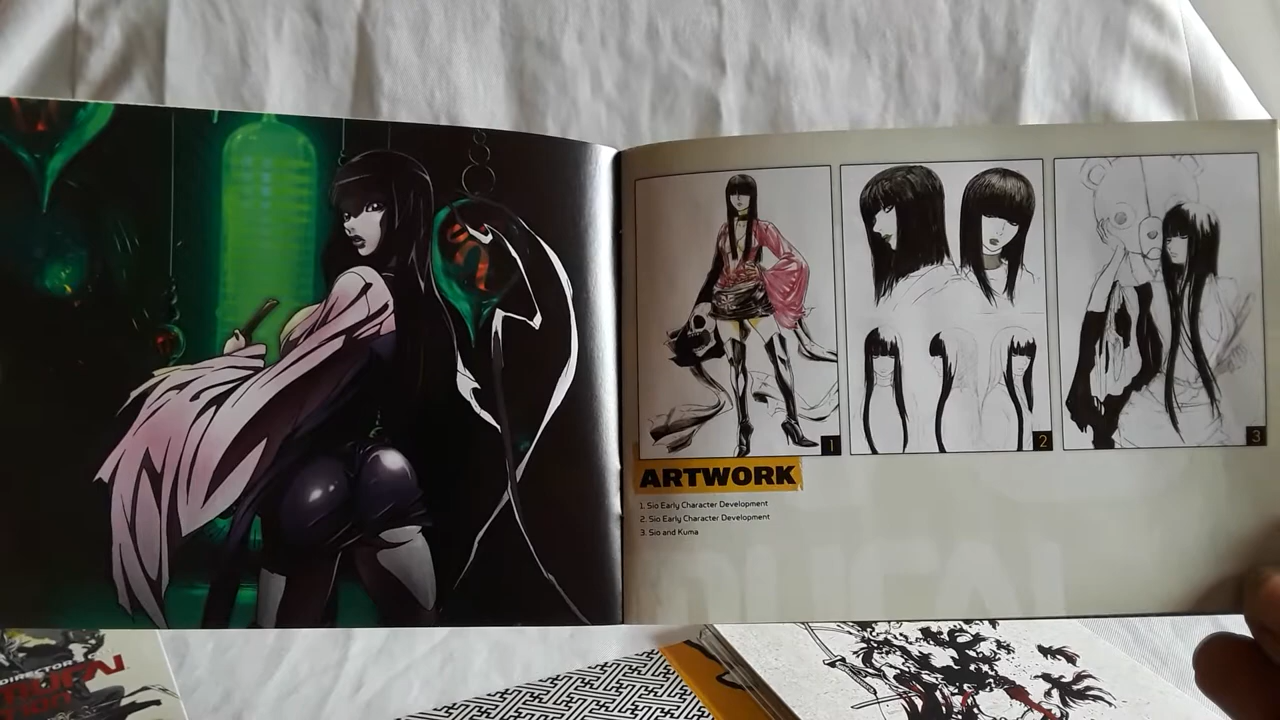 1
2
3
ARTWORK
1. Sio Early Character Development
2. Sio Early Character Development
3. Sio and Kuma
DIRECTOR